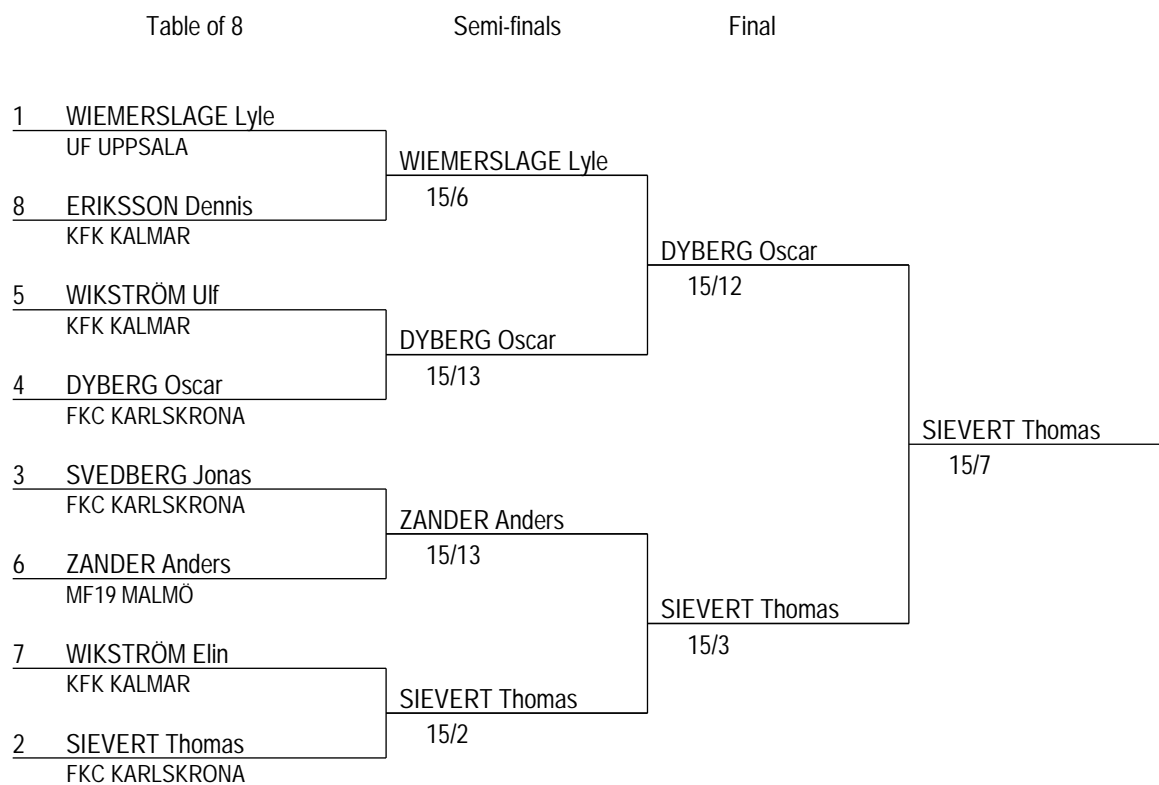 Table of 8 Semi-finals Final
1 WIEMERSLAGE Lyle
UF UPPSALA
WIEMERSLAGE Lyle
15/6
8 ERIKSSON Dennis
KFK KALMAR
DYBERG Oscar
15/12
5 WIKSTRÖM Ulf
KFK KALMAR
DYBERG Oscar
15/13
4 DYBERG Oscar
FKC KARLSKRONA
SIEVERT Thomas
15/7
3 SVEDBERG Jonas
FKC KARLSKRONA
ZANDER Anders
15/13
6 ZANDER Anders
MF19 MALMÖ
SIEVERT Thomas
15/3
7 WIKSTRÖM Elin
KFK KALMAR
SIEVERT Thomas
15/2
2 SIEVERT Thomas
FKC KARLSKRONA